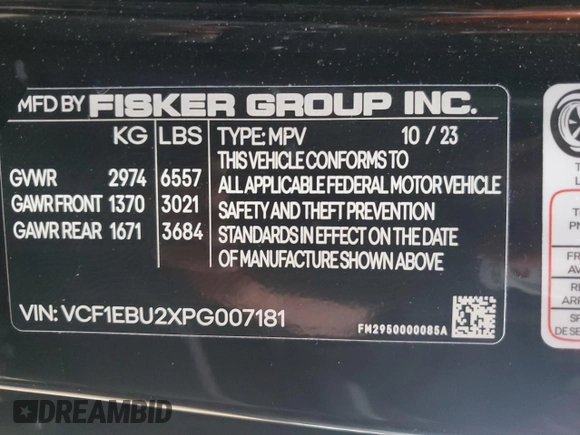 MFD BY FISKER GROUP INC.
KG LBS TYPE: MPV 10 / 23
GVWR 2974 6557
GAWR FRONT 1370 3021
GAWR REAR 1671 3684
THIS VEHICLE CONFORMS TO
ALL APPLICABLE FEDERAL MOTOR VEHICLE
SAFETY AND THEFT PREVENTION
STANDARDS IN EFFECT ON THE DATE
OF MANUFACTURE SHOWN ABOVE
VIN: VCF1EBU2XPG007181
FM2950000085A
DREAMBID